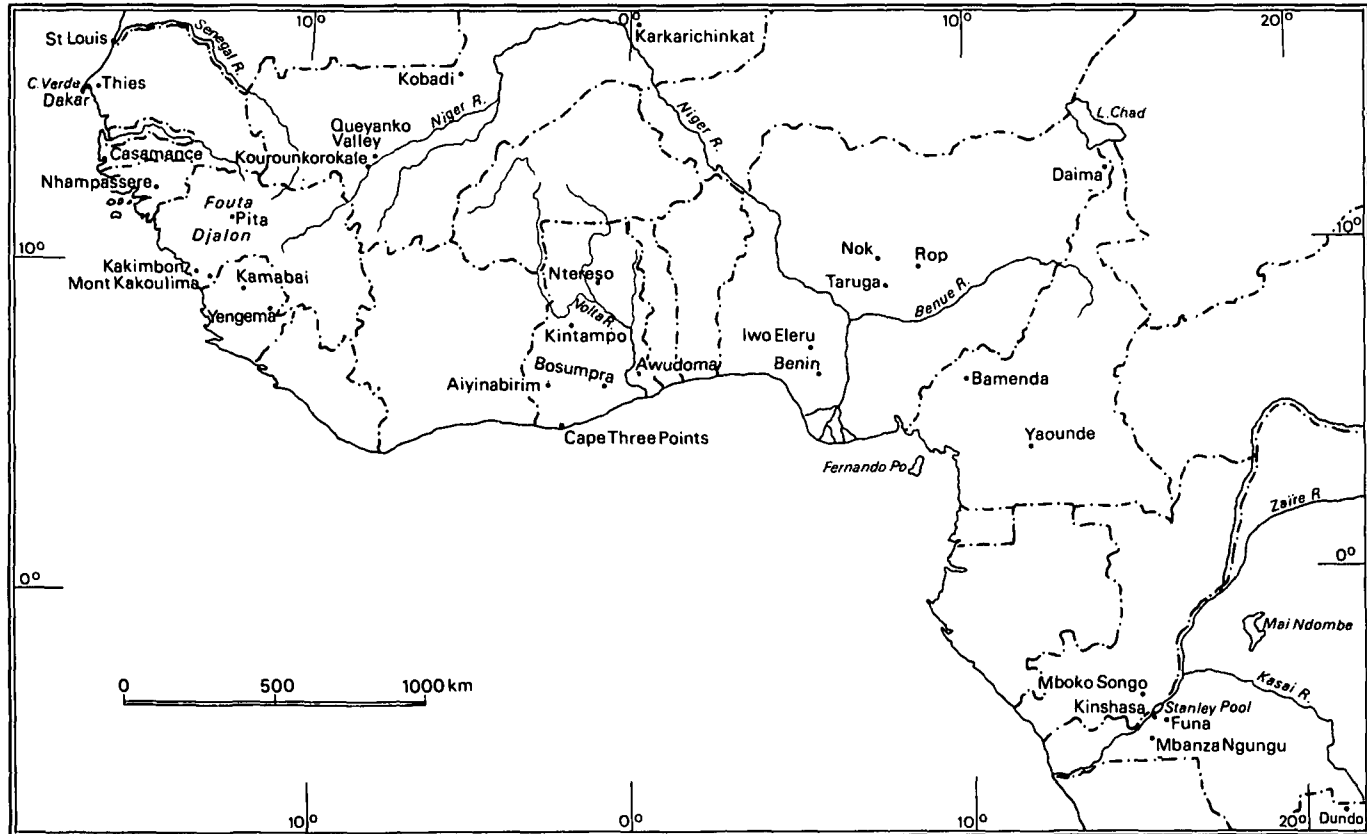 10°
0°
10°
20°
St Louis
Senegal R.
Karkarichinkat
C. Verde
Thies
Dakar
Kobadi
Niger R.
Niger R.
L. Chad
Queyanko
Valley
Casamance
Kourounkorokale
Daima
Nhampassere
Fouta
Pita
Djalon
10°
10°
Nok
Rop
Kakimbon
Mont Kakoulima
Kamabai
Ntereso
Taruga
Benue R.
Yengema
Nolta R.
Kintampo
Iwo Eleru
Bosumpra
Awudoma
Benin
Aiyinabirim
Bamenda
Cape Three Points
Yaounde
Fernando Po
Zaïre R
0°
0°
Mai Ndombe
0
500
1000 km
Mboko Songo
Kasai R.
Kinshasa
Stanley Pool
Funa
Mbanza Ngungu
10°
0°
10°
20°
Dundo